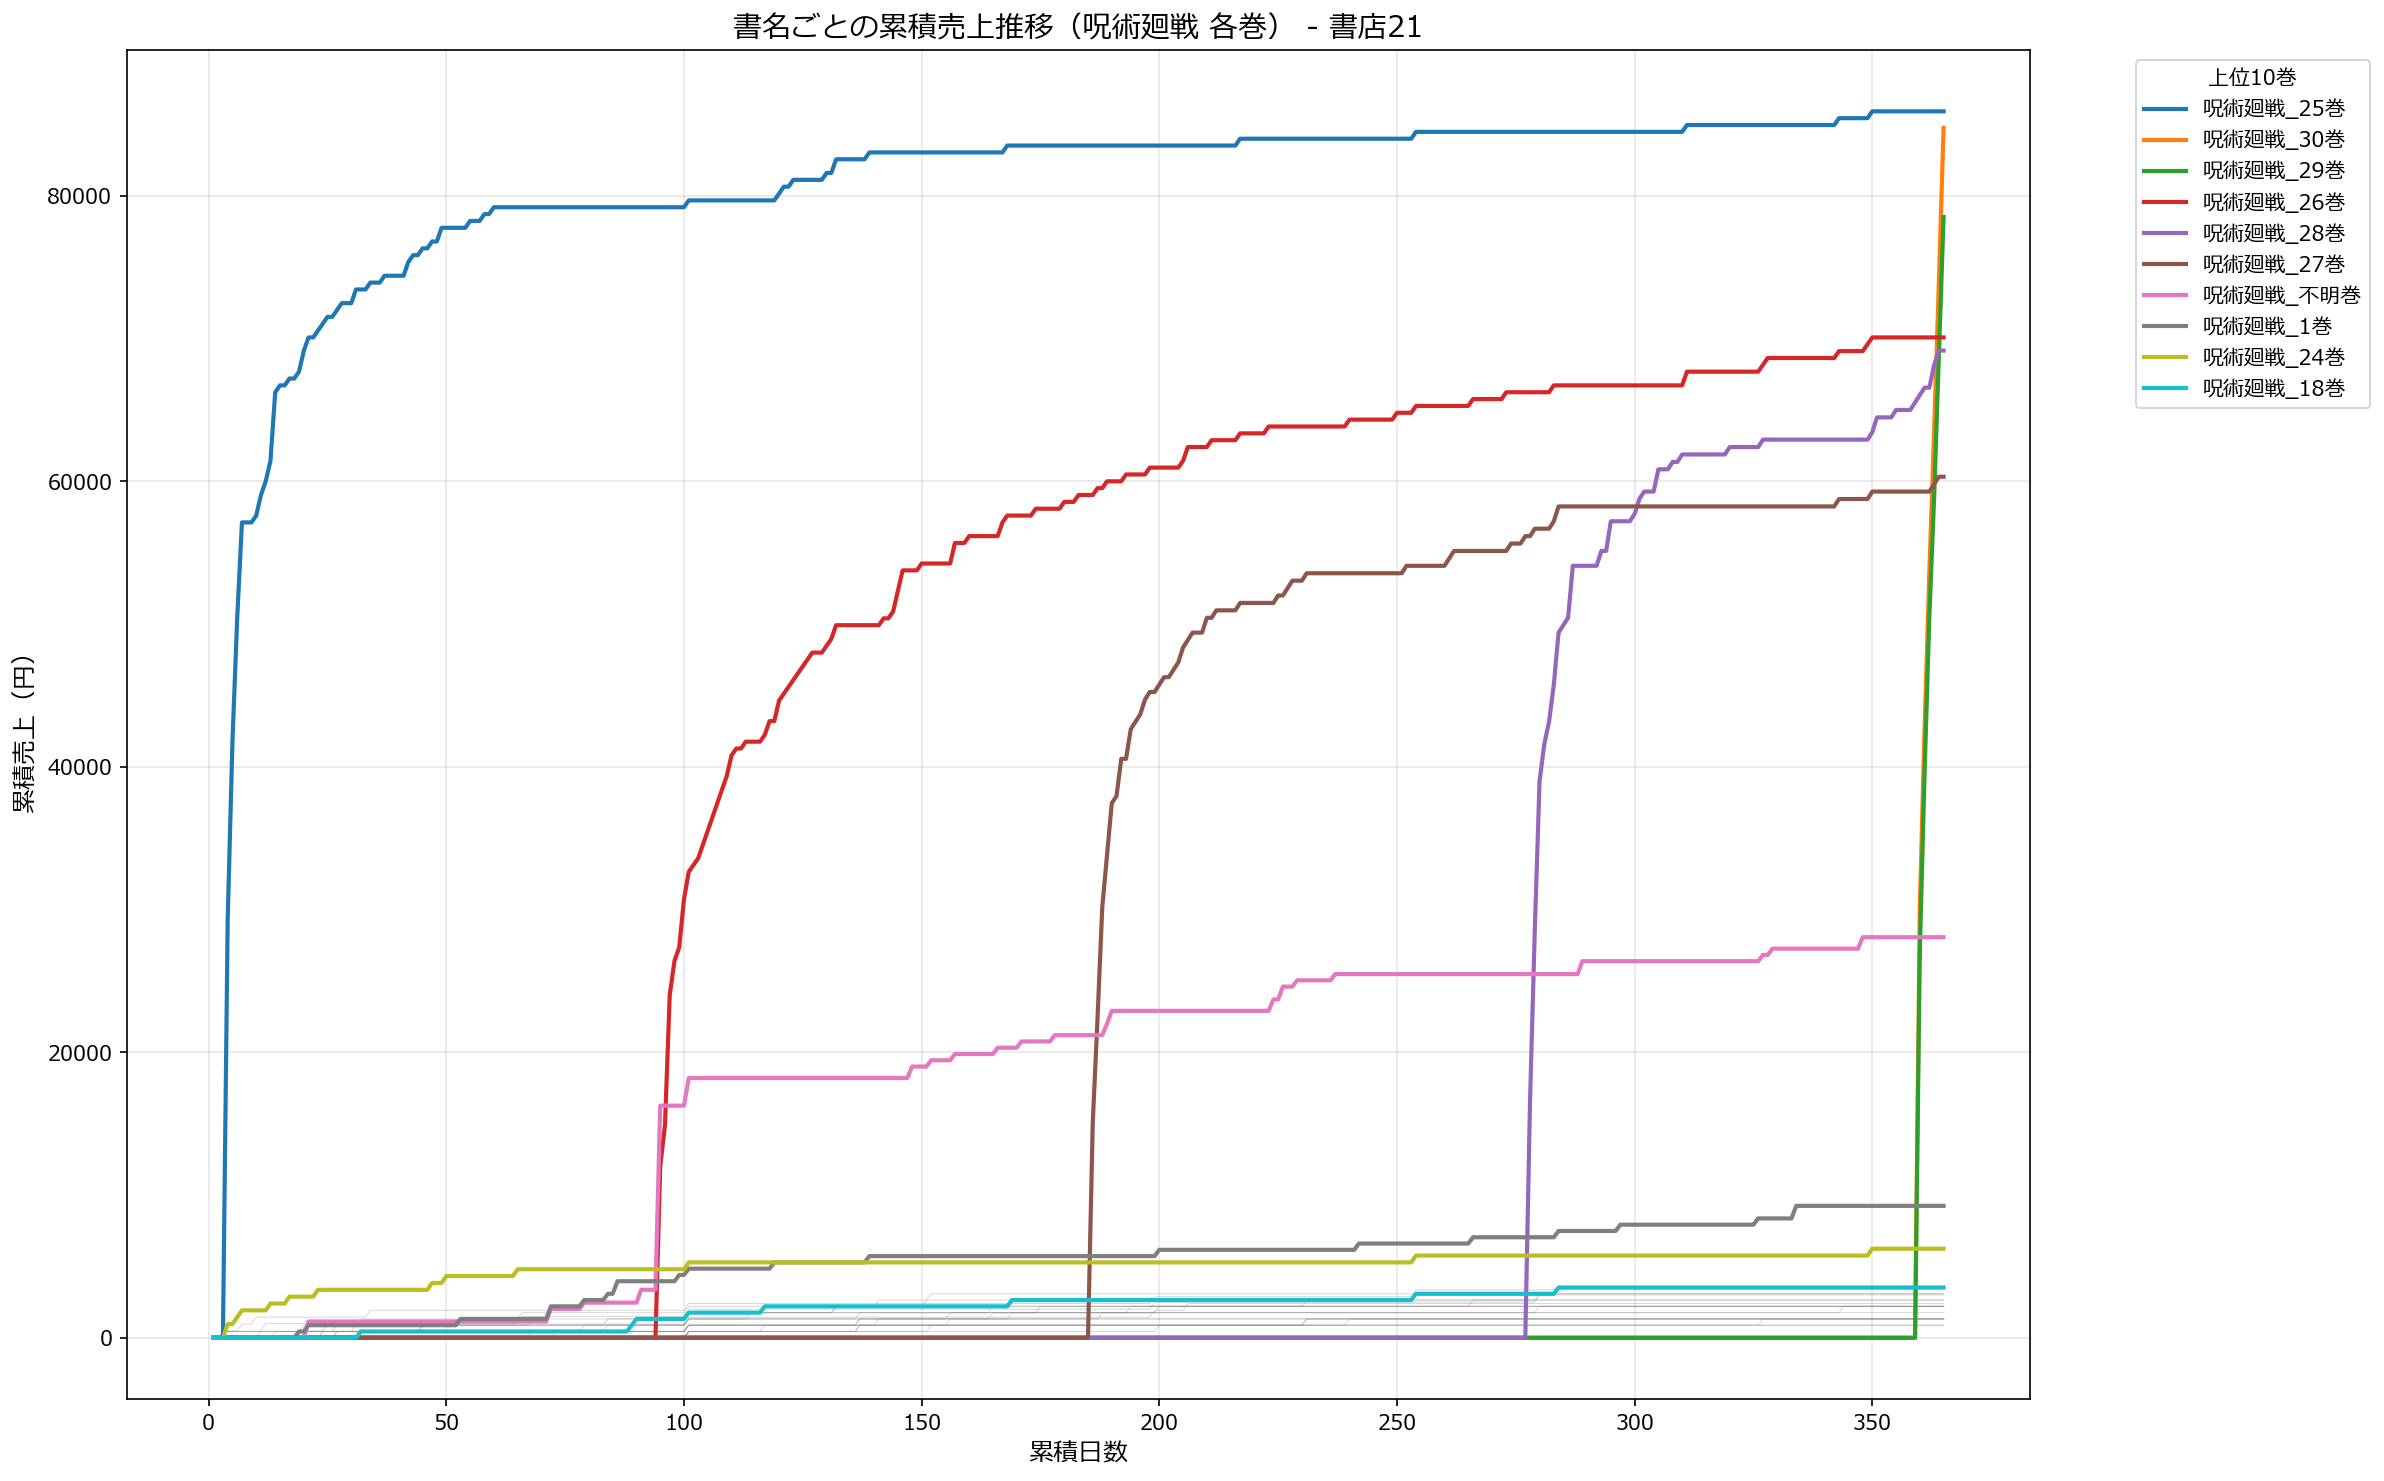 書名ごとの累積売上推移（呪術廻戦 各巻） - 書店21
上位10巻
呪術廻戦_25巻
呪術廻戦_30巻
呪術廻戦_29巻
呪術廻戦_26巻
呪術廻戦_28巻
呪術廻戦_27巻
呪術廻戦_不明巻
呪術廻戦_1巻
呪術廻戦_24巻
呪術廻戦_18巻
累積売上（円）
80000
60000
40000
20000
0
0 50 100 150 200 250 300 350
累積日数